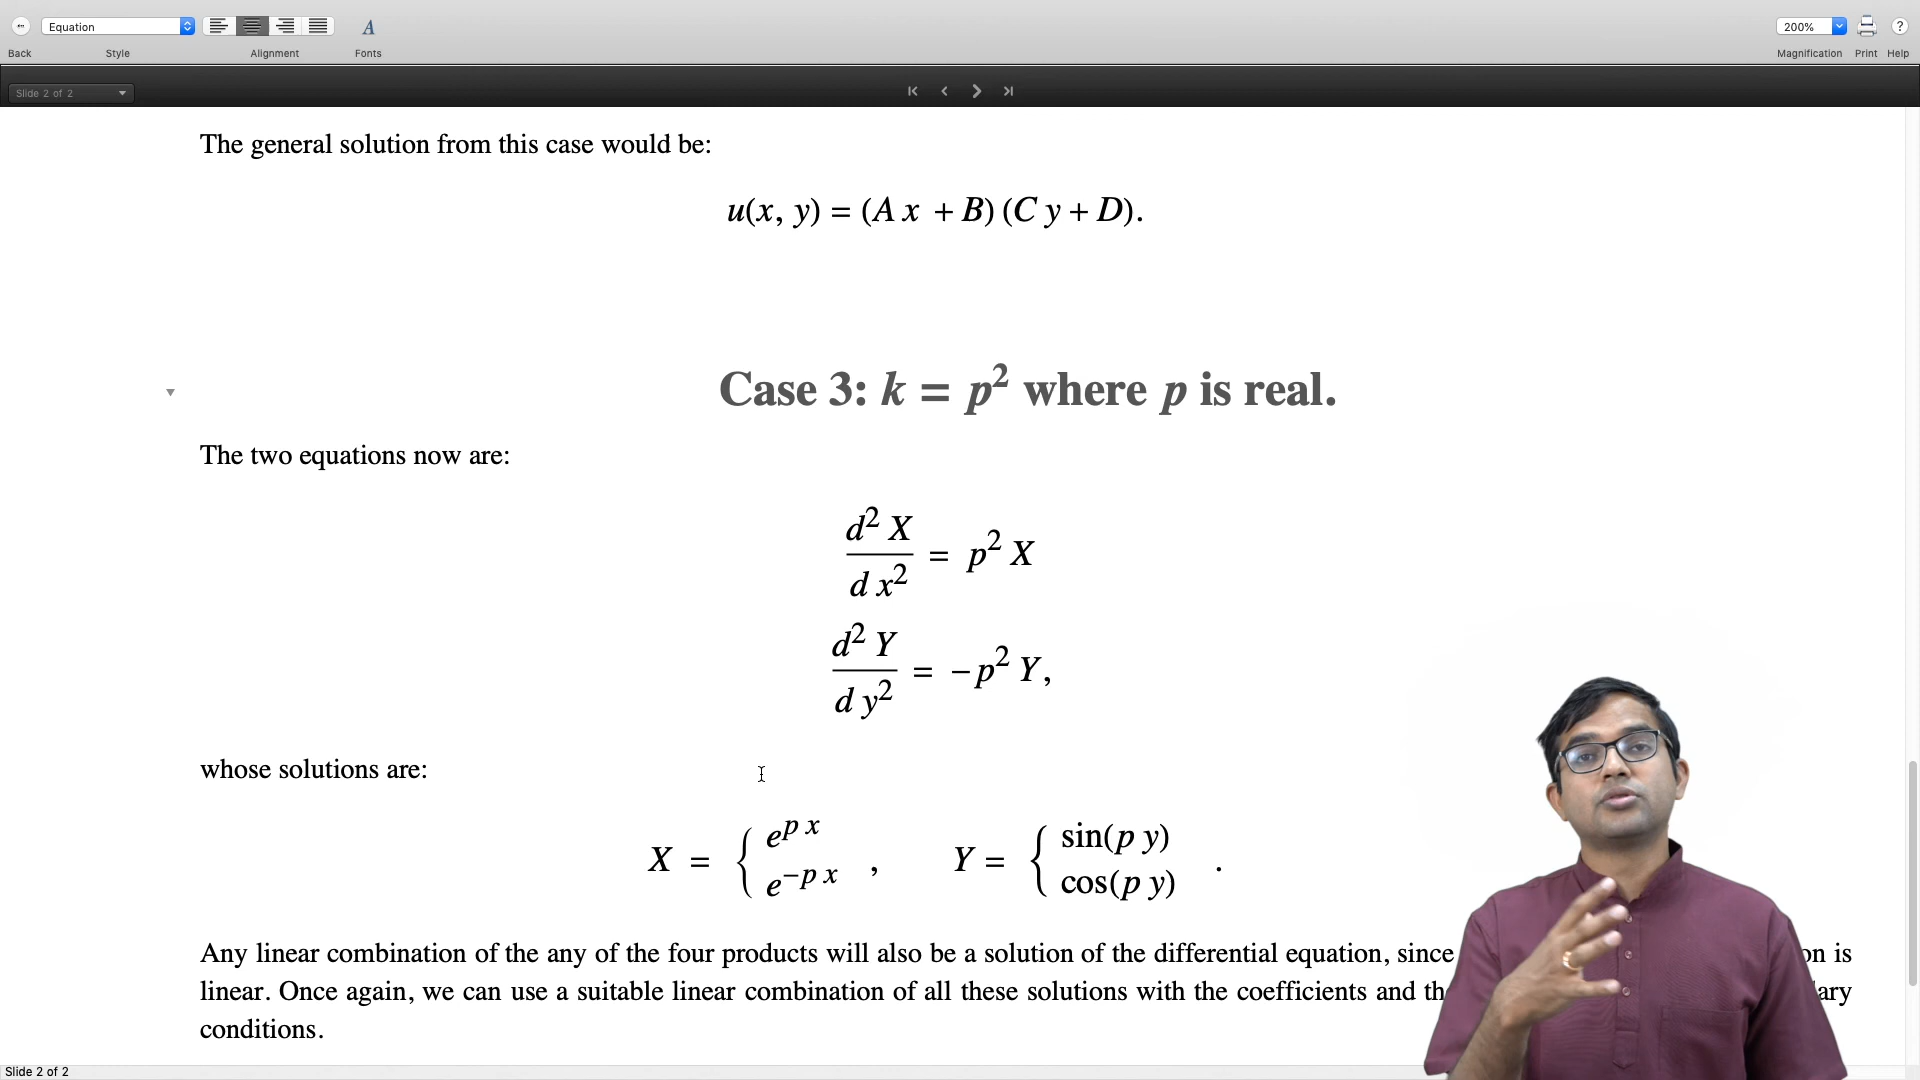 Equation
A
200%
?
Back
Style
Alignment
Fonts
Magnification
Print
Help
Slide 2 of 2
The general solution from this case would be:
u(x, y) = (A x + B) (C y + D).
Case 3: k = p² where p is real.
The two equations now are:
d² X / d x² = p² X
d² Y / d y² = −p² Y,
whose solutions are:
X = { e^{p x} , Y = { sin(p y) .
e^{−p x} cos(p y)
Any linear combination of the any of the four products will also be a solution of the differential equation, since on is
linear. Once again, we can use a suitable linear combination of all these solutions with the coefficients and
conditions.
Slide 2 of 2